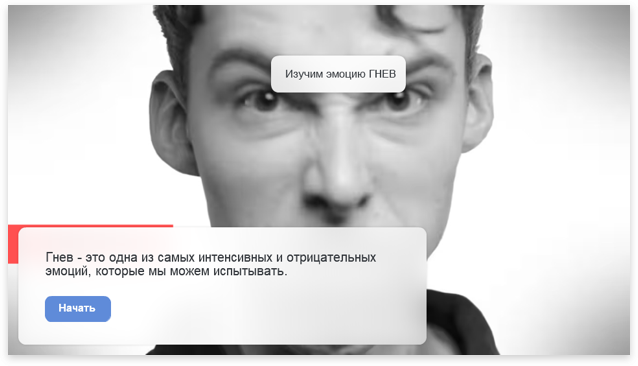 Изучим эмоцию ГНЕВ
Гнев - это одна из самых интенсивных и отрицательных
эмоций, которые мы можем испытывать.
Начать